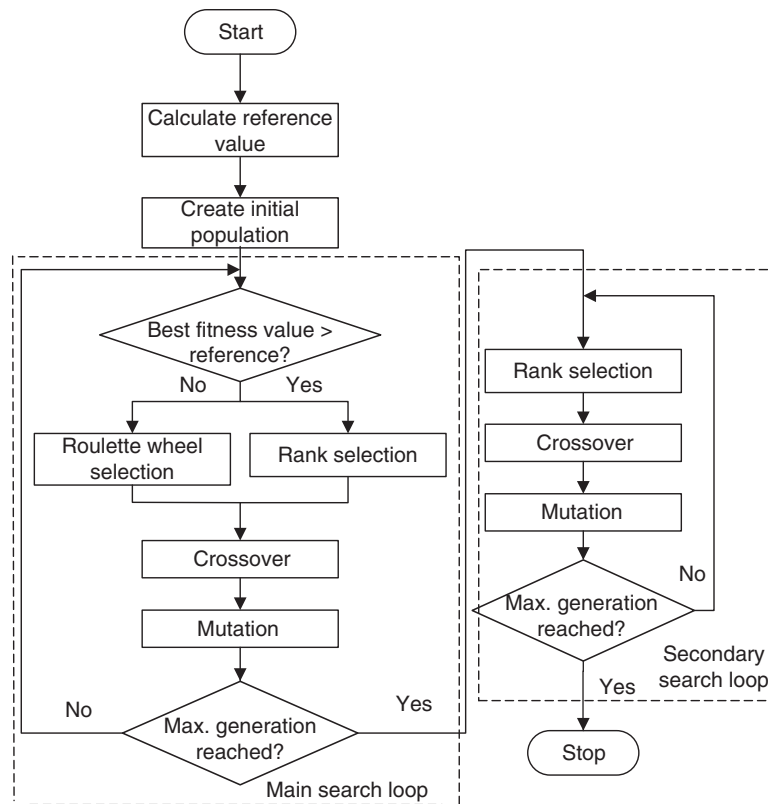 Start
Calculate reference
value
Create initial
population
Best fitness value >
reference?
No
Yes
Roulette wheel
selection
Rank selection
Crossover
Mutation
No
Max. generation
reached?
Yes
Main search loop
Rank selection
Crossover
Mutation
Max. generation
reached?
No
Yes
Secondary
search loop
Stop